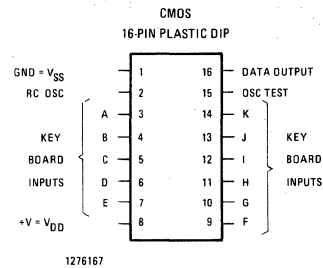 CMOS
16-PIN PLASTIC DIP
GND = VSS 1 16 DATA OUTPUT
RC OSC 2 15 OSC TEST
A 3 14 K
KEY B 4 13 J KEY
BOARD C 5 12 I BOARD
INPUTS D 6 11 H INPUTS
E 7 10 G
+V = VDD 8 9 F
1276167